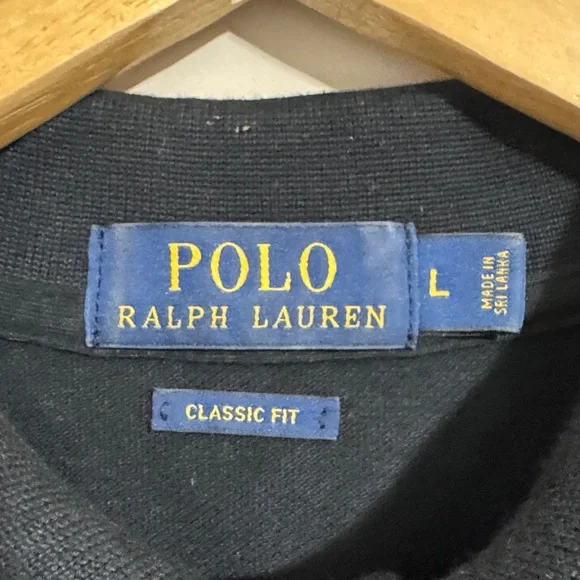 POLO
RALPH LAUREN
L
MADE IN
SRI LANKA
CLASSIC FIT